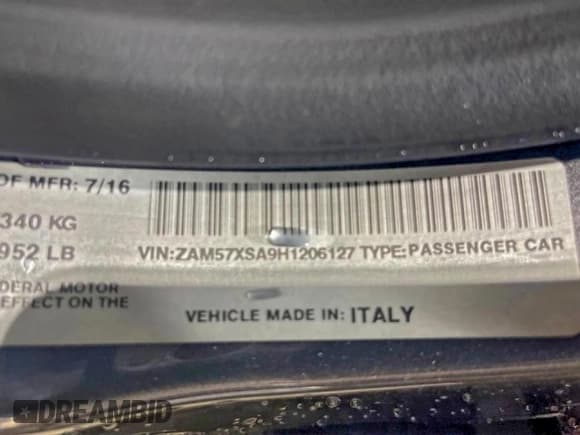 OF MFR: 7/16
340 KG
952 LB
VIN:ZAM57XSA9H1206127 TYPE:PASSENGER CAR
DERAL MOTOR
EFFECT ON THE
VEHICLE MADE IN: ITALY
DREAMBID